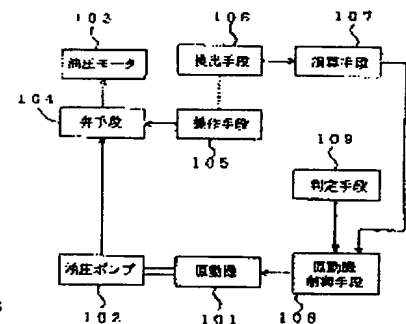 103
106
107
油圧モータ
検出手段
演算手段
104
弁手段
操作手段
105
109
判定手段
油圧ポンプ
原動機
原動機
制御手段
102
101
108